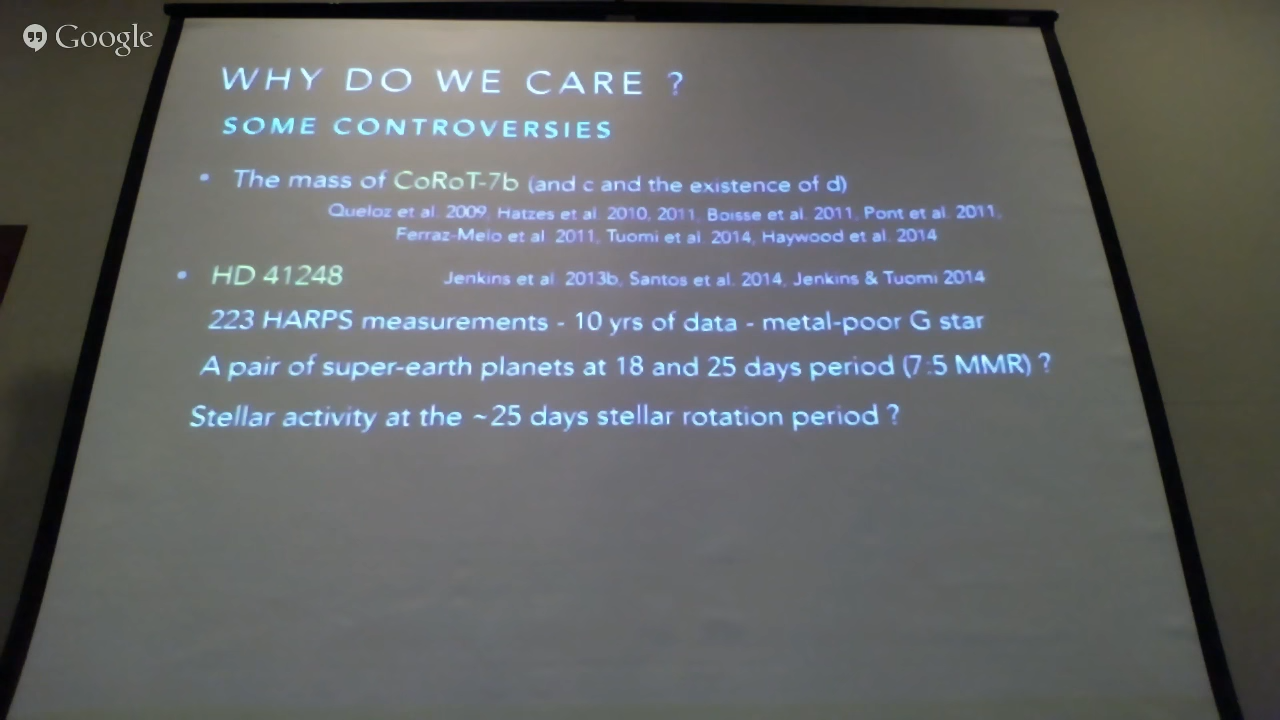 Google
WHY DO WE CARE ?
SOME CONTROVERSIES
• The mass of CoRoT-7b (and c and the existence of d)
Queloz et al. 2009, Hatzes et al. 2010, 2011, Boisse et al. 2011, Pont et al. 2011,
Ferraz-Melo et al. 2011, Tuomi et al. 2014, Haywood et al. 2014
• HD 41248 Jenkins et al. 2013b, Santos et al. 2014, Jenkins & Tuomi 2014
223 HARPS measurements - 10 yrs of data - metal-poor G star
A pair of super-earth planets at 18 and 25 days period (7:5 MMR) ?
Stellar activity at the ~25 days stellar rotation period ?